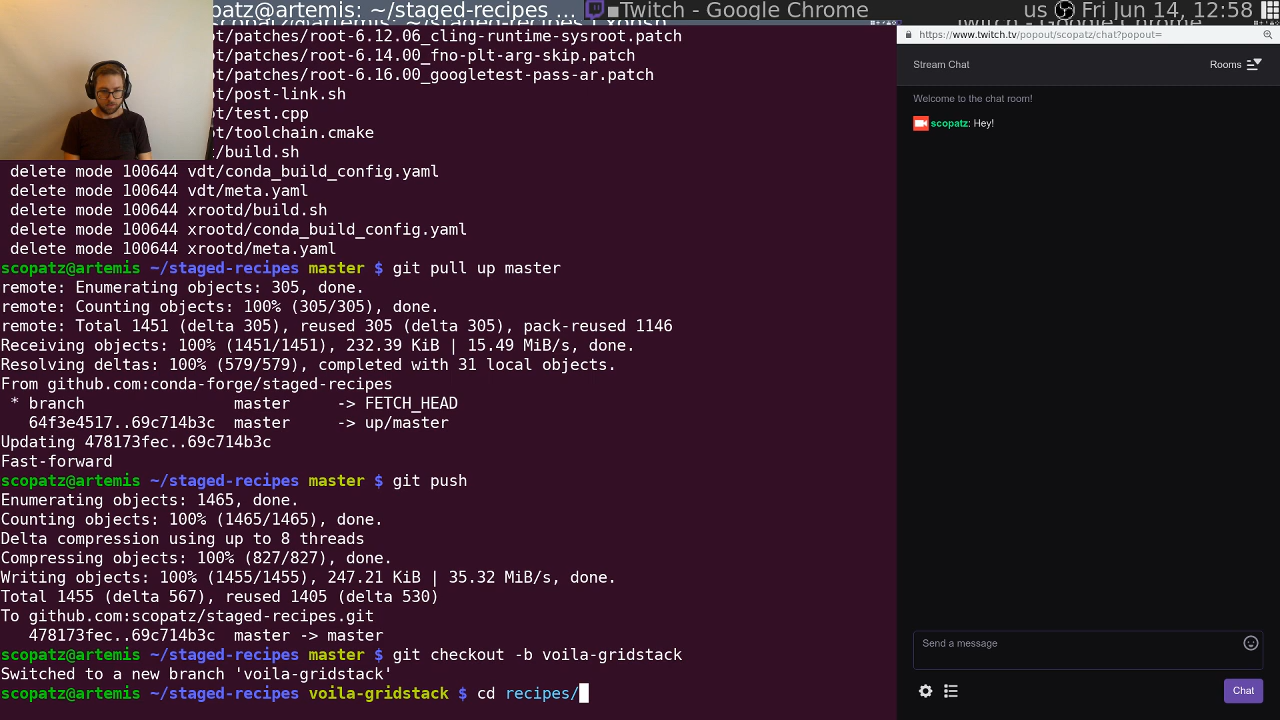 patz@artemis: ~/staged-recipes
Twitch - Google Chrome
us Fri Jun 14, 12:58
t/patches/root-6.12.06_cling-runtime-sysroot.patch
t/patches/root-6.14.00_fno-plt-arg-skip.patch
t/patches/root-6.16.00_googletest-pass-ar.patch
t/post-link.sh
t/test.cpp
t/toolchain.cmake
/build.sh
delete mode 100644 vdt/conda_build_config.yaml
delete mode 100644 vdt/meta.yaml
delete mode 100644 xrootd/build.sh
delete mode 100644 xrootd/conda_build_config.yaml
delete mode 100644 xrootd/meta.yaml
scopatz@artemis ~/staged-recipes master $ git pull up master
remote: Enumerating objects: 305, done.
remote: Counting objects: 100% (305/305), done.
remote: Total 1451 (delta 305), reused 305 (delta 305), pack-reused 1146
Receiving objects: 100% (1451/1451), 232.39 KiB | 15.49 MiB/s, done.
Resolving deltas: 100% (579/579), completed with 31 local objects.
From github.com:conda-forge/staged-recipes
* branch master -> FETCH_HEAD
64f3e4517..69c714b3c master -> up/master
Updating 478173fec..69c714b3c
Fast-forward
scopatz@artemis ~/staged-recipes master $ git push
Enumerating objects: 1465, done.
Counting objects: 100% (1465/1465), done.
Delta compression using up to 8 threads
Compressing objects: 100% (827/827), done.
Writing objects: 100% (1455/1455), 247.21 KiB | 35.32 MiB/s, done.
Total 1455 (delta 567), reused 1405 (delta 530)
To github.com:scopatz/staged-recipes.git
478173fec..69c714b3c master -> master
scopatz@artemis ~/staged-recipes master $ git checkout -b voila-gridstack
Switched to a new branch 'voila-gridstack'
scopatz@artemis ~/staged-recipes voila-gridstack $ cd recipes/
https://www.twitch.tv/popout/scopatz/chat?popout=
Stream Chat
Rooms
Welcome to the chat room!
scopatz: Hey!
Send a message
Chat